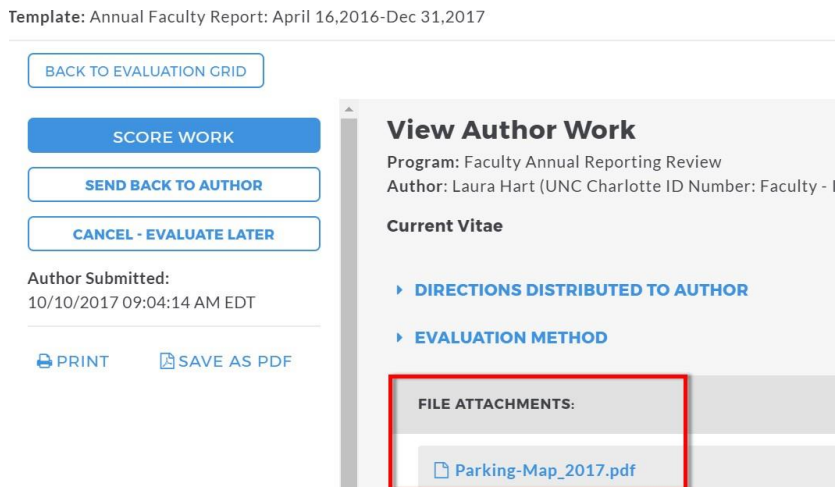 Template: Annual Faculty Report: April 16,2016-Dec 31,2017
BACK TO EVALUATION GRID
SCORE WORK
SEND BACK TO AUTHOR
CANCEL - EVALUATE LATER
Author Submitted:
10/10/2017 09:04:14 AM EDT
PRINT
SAVE AS PDF
View Author Work
Program: Faculty Annual Reporting Review
Author: Laura Hart (UNC Charlotte ID Number: Faculty -
Current Vitae
DIRECTIONS DISTRIBUTED TO AUTHOR
EVALUATION METHOD
FILE ATTACHMENTS:
Parking-Map_2017.pdf